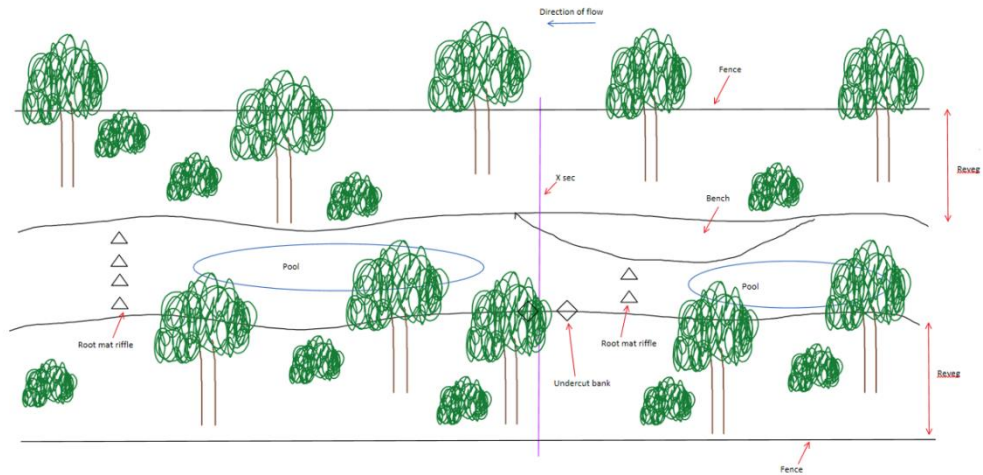 Direction of flow
Fence
Reveg
X sec
Bench
Pool
Pool
Root mat riffle
Root mat riffle
Undercut bank
Reveg
Fence